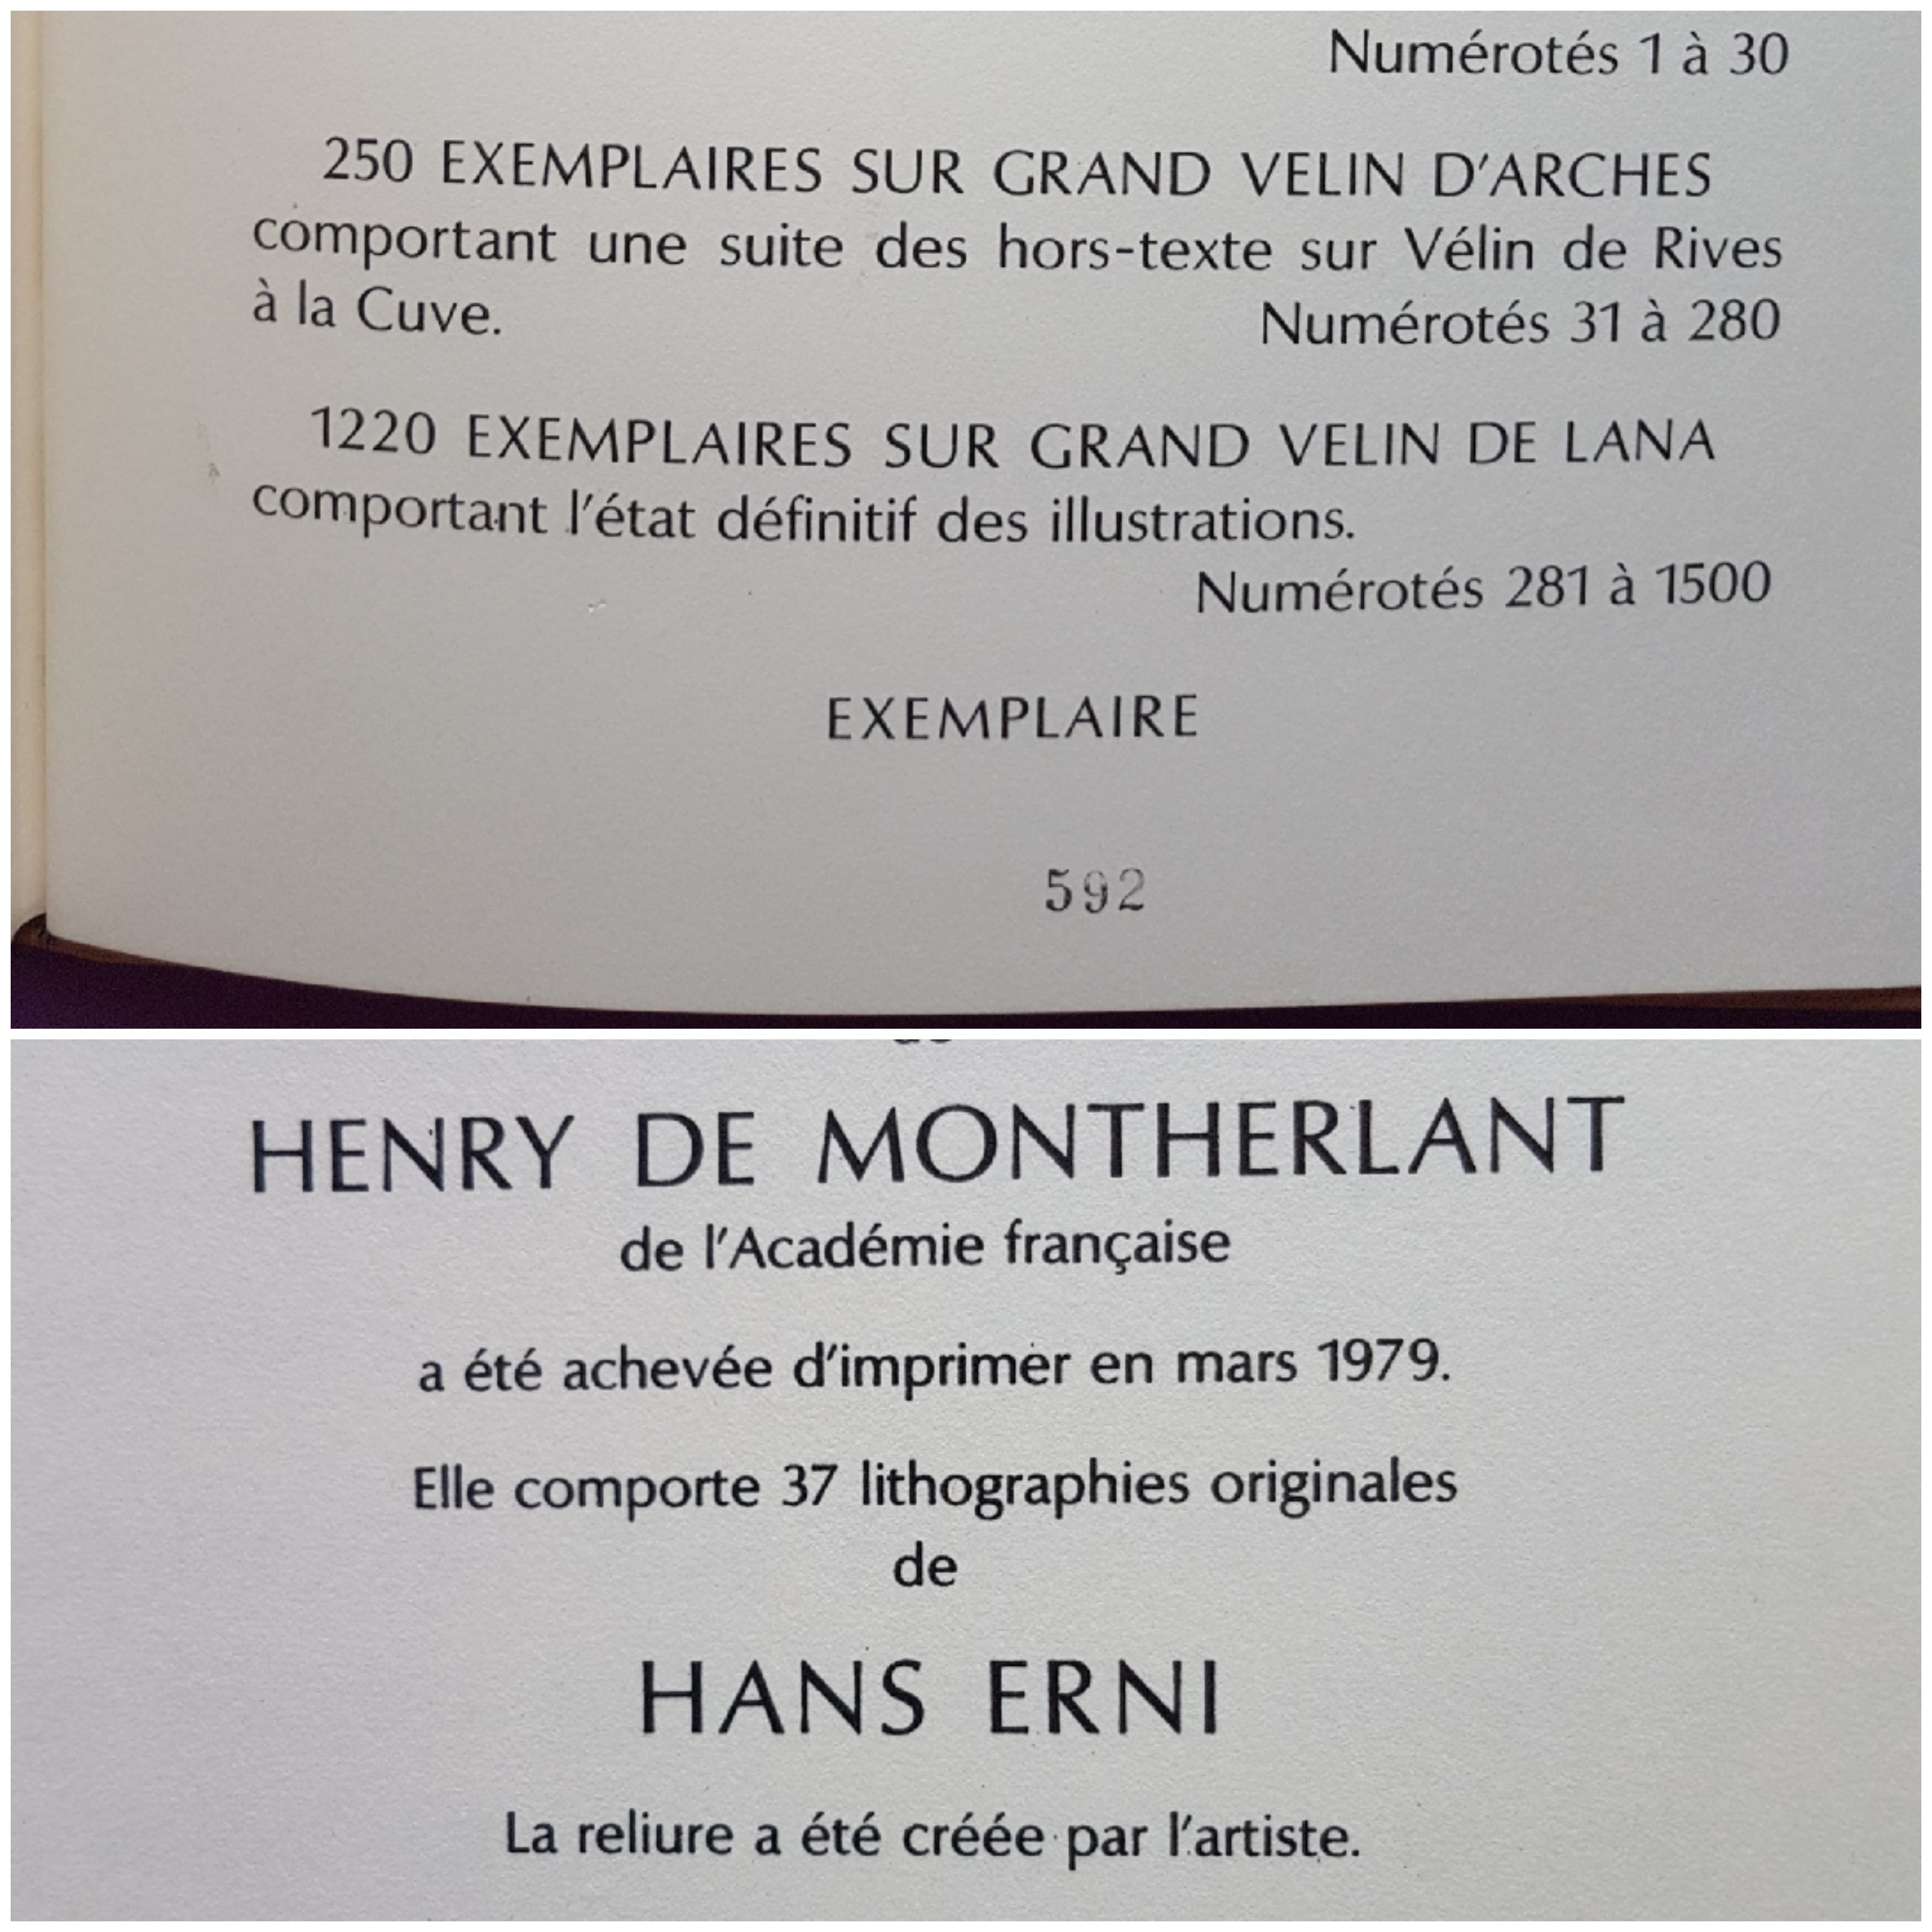 Numérotés 1 à 30
250 EXEMPLAIRES SUR GRAND VELIN D'ARCHES
comportant une suite des hors-texte sur Vélin de Rives
à la Cuve. Numérotés 31 à 280
1220 EXEMPLAIRES SUR GRAND VELIN DE LANA
comportant l'état définitif des illustrations.
Numérotés 281 à 1500
EXEMPLAIRE
592
HENRY DE MONTHERLANT
de l'Académie française
a été achevée d'imprimer en mars 1979.
Elle comporte 37 lithographies originales
de
HANS ERNI
La reliure a été créée par l'artiste.